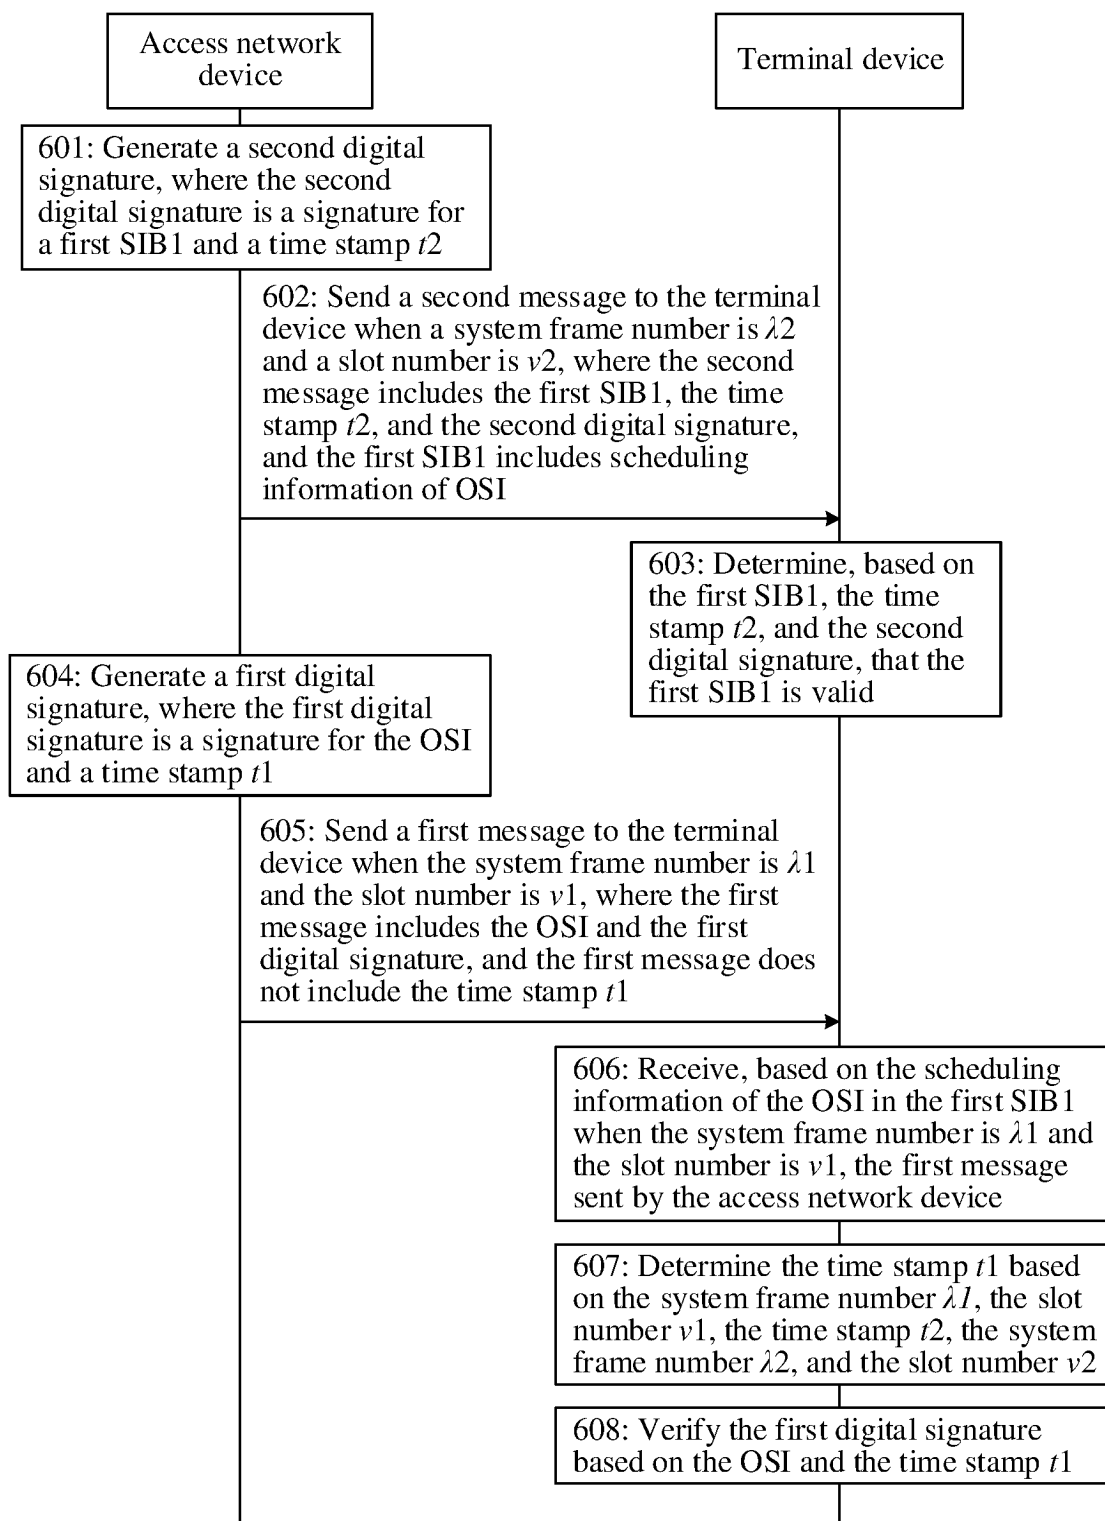 Access network
device
Terminal device
601: Generate a second digital
signature, where the second
digital signature is a signature for
a first SIB1 and a time stamp t2
602: Send a second message to the terminal
device when a system frame number is λ2
and a slot number is v2, where the second
message includes the first SIB1, the time
stamp t2, and the second digital signature,
and the first SIB1 includes scheduling
information of OSI
603: Determine, based on
the first SIB1, the time
stamp t2, and the second
digital signature, that the
first SIB1 is valid
604: Generate a first digital
signature, where the first digital
signature is a signature for the OSI
and a time stamp t1
605: Send a first message to the terminal
device when the system frame number is λ1
and the slot number is v1, where the first
message includes the OSI and the first
digital signature, and the first message does
not include the time stamp t1
606: Receive, based on the scheduling
information of the OSI in the first SIB1
when the system frame number is λ1 and
the slot number is v1, the first message
sent by the access network device
607: Determine the time stamp t1 based
on the system frame number λ1, the slot
number v1, the time stamp t2, the system
frame number λ2, and the slot number v2
608: Verify the first digital signature
based on the OSI and the time stamp t1